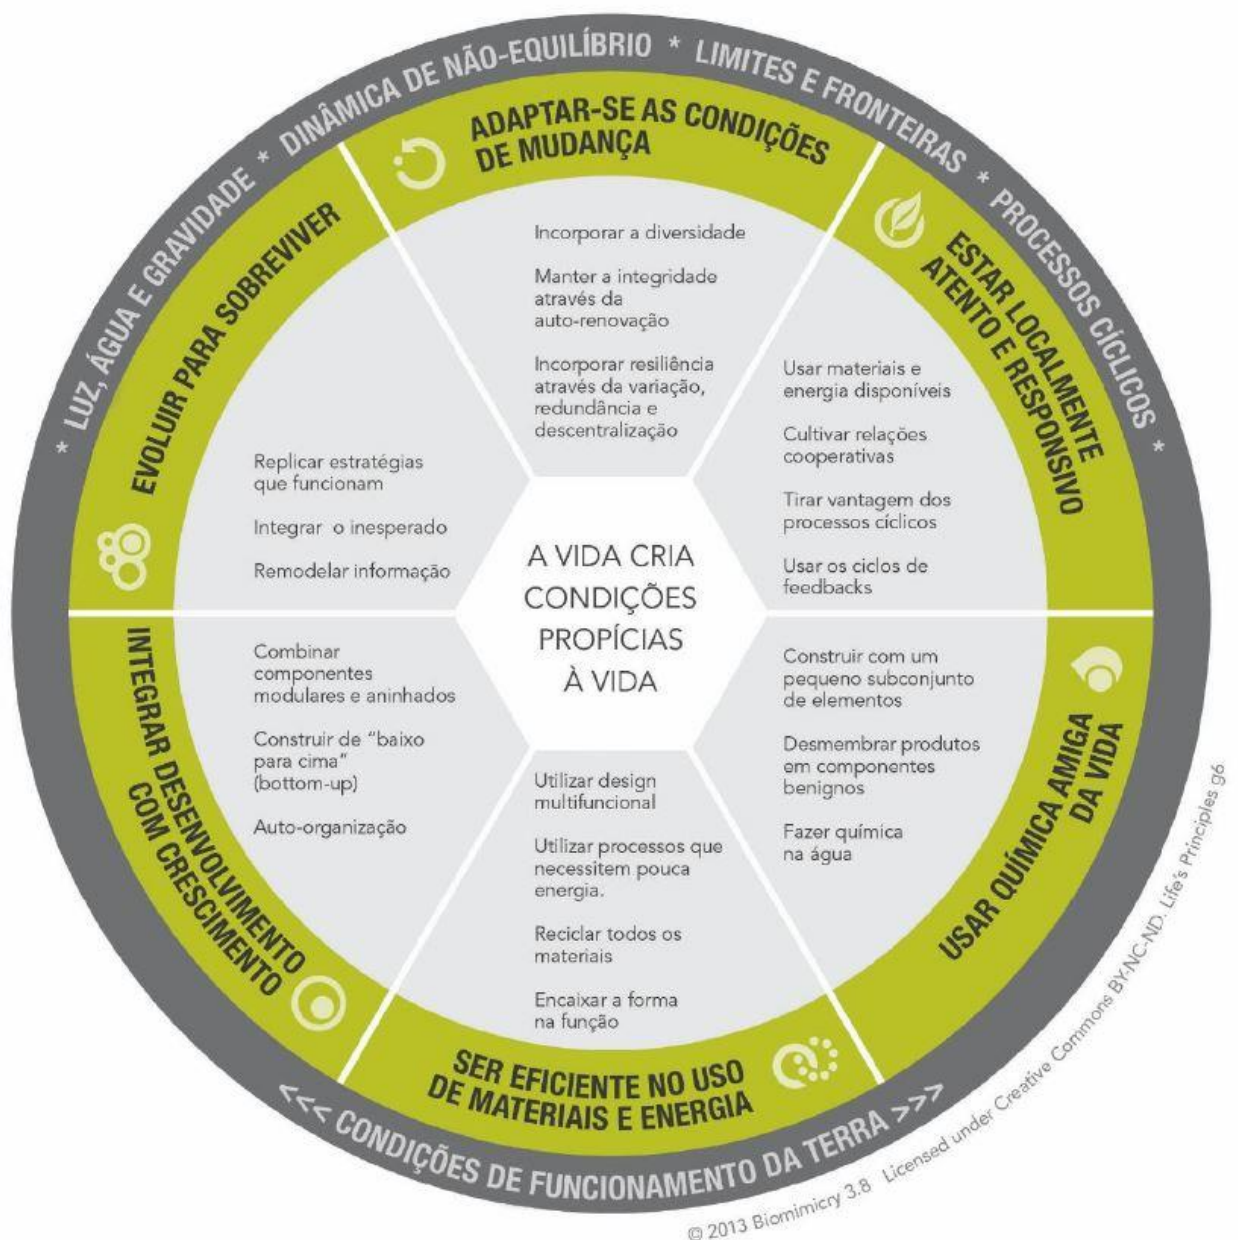 * LUZ, ÁGUA E GRAVIDADE * DINÂMICA DE NÃO-EQUILÍBRIO * LIMITES E FRONTEIRAS * PROCESSOS CÍCLICOS *
ADAPTAR-SE AS CONDIÇÕES
DE MUDANÇA
Incorporar a diversidade
Manter a integridade
através da
auto-renovação
Incorporar resiliência
através da variação,
redundância e
descentralização
ESTAR LOCALMENTE
ATENTO E RESPONSIVO
Usar materiais e
energia disponíveis
Cultivar relações
cooperativas
Tirar vantagem dos
processos cíclicos
Usar os ciclos de
feedbacks
USAR QUÍMICA AMIGA
DA VIDA
Construir com um
pequeno subconjunto
de elementos
Desmembrar produtos
em componentes
benignos
Fazer química
na água
SER EFICIENTE NO USO
DE MATERIAIS E ENERGIA
Utilizar design
multifuncional
Utilizar processos que
necessitem pouca
energia.
Reciclar todos os
materiais
Encaixar a forma
na função
INTEGRAR DESENVOLVIMENTO
COM CRESCIMENTO
Combinar
componentes
modulares e aninhados
Construir de “baixo
para cima”
(bottom-up)
Auto-organização
EVOLUIR PARA SOBREVIVER
Replicar estratégias
que funcionam
Integrar o inesperado
Remodelar informação
A VIDA CRIA
CONDIÇÕES
PROPÍCIAS
À VIDA
<<< CONDIÇÕES DE FUNCIONAMENTO DA TERRA >>>
© 2013 Biomimicry 3.8 Licensed under Creative Commons BY-NC-ND. Life's Principles g6